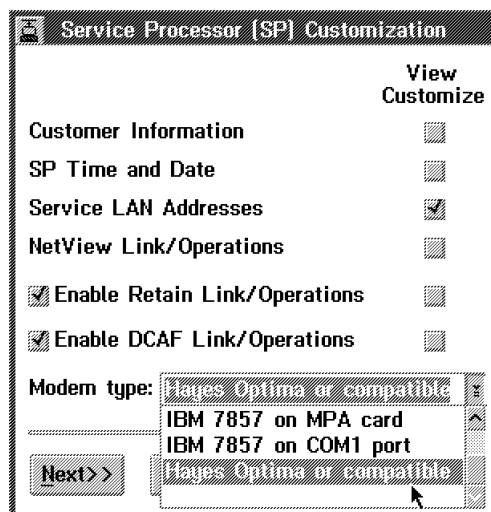 Service Processor (SP) Customization
View
Customize
Customer Information
SP Time and Date
Service LAN Addresses
NetView Link/Operations
Enable Retain Link/Operations
Enable DCAF Link/Operations
Modem type: Hayes Optima or compatible
IBM 7857 on MPA card
IBM 7857 on COM1 port
Hayes Optima or compatible
Next>>